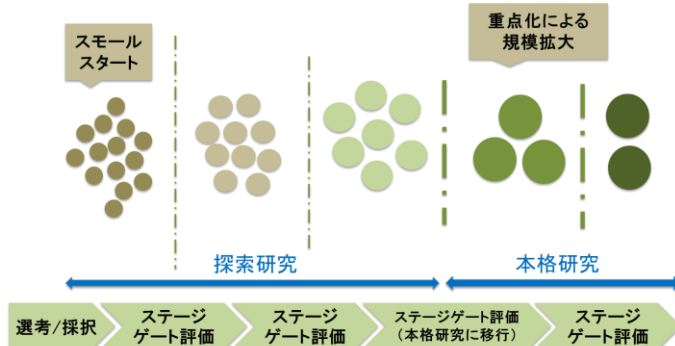 スモール
スタート
重点化による
規模拡大
探索研究
本格研究
選考/採択
ステージ
ゲート評価
ステージ
ゲート評価
ステージゲート評価
（本格研究に移行）
ステージ
ゲート評価